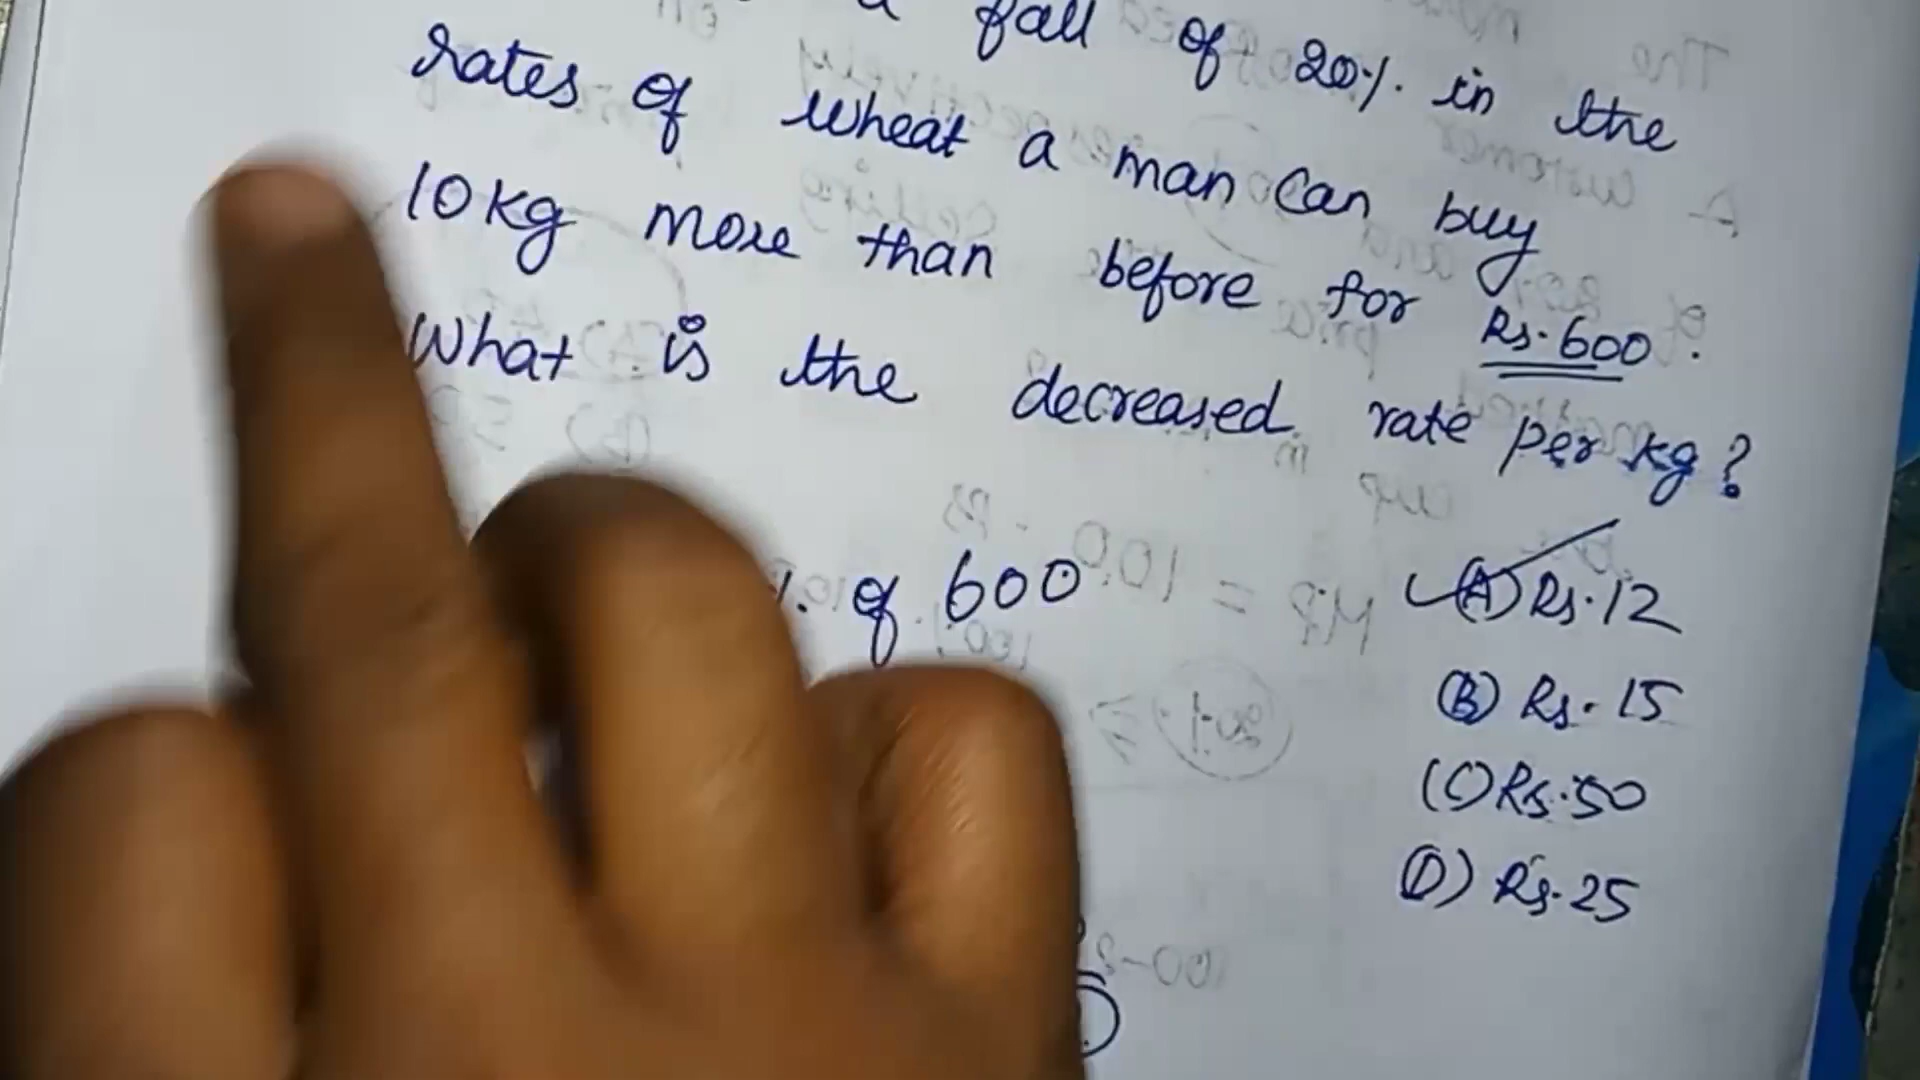 a fall of 20%. in the
rates of wheat a man can buy
10kg more than before for Rs.600.
What is the decreased rate per kg?
%. of 600
(A) Rs.12
(B) Rs.15
(C) Rs.50
(D) Rs.25